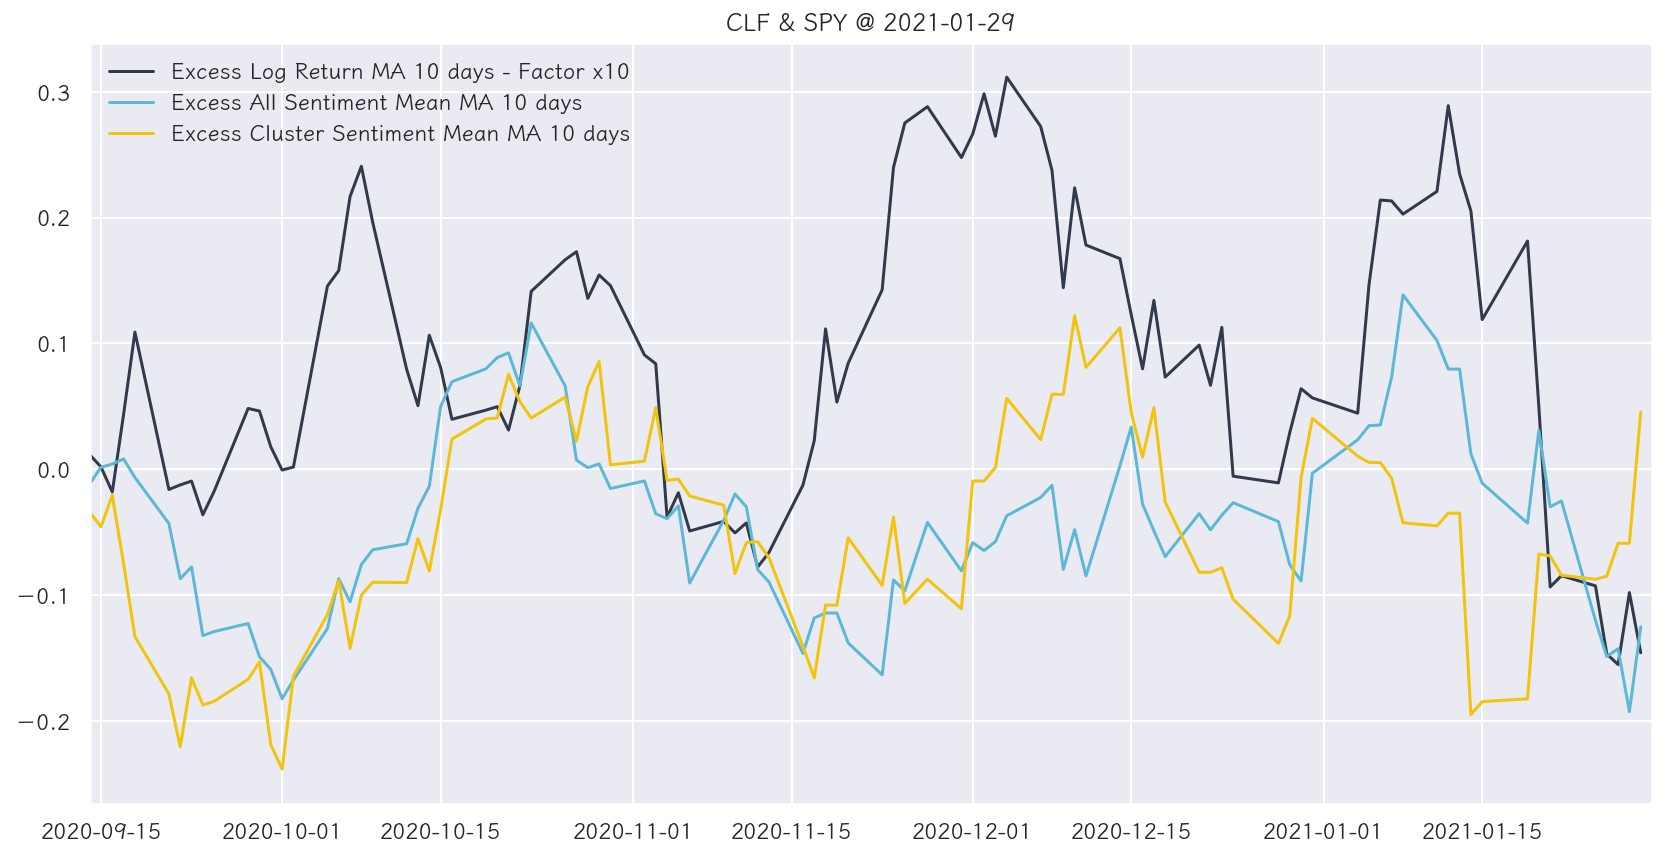 CLF & SPY @ 2021-01-29
Excess Log Return MA 10 days - Factor x10
Excess All Sentiment Mean MA 10 days
Excess Cluster Sentiment Mean MA 10 days
0.3
0.2
0.1
0.0
−0.1
−0.2
2020-09-15 2020-10-01 2020-10-15 2020-11-01 2020-11-15 2020-12-01 2020-12-15 2021-01-01 2021-01-15